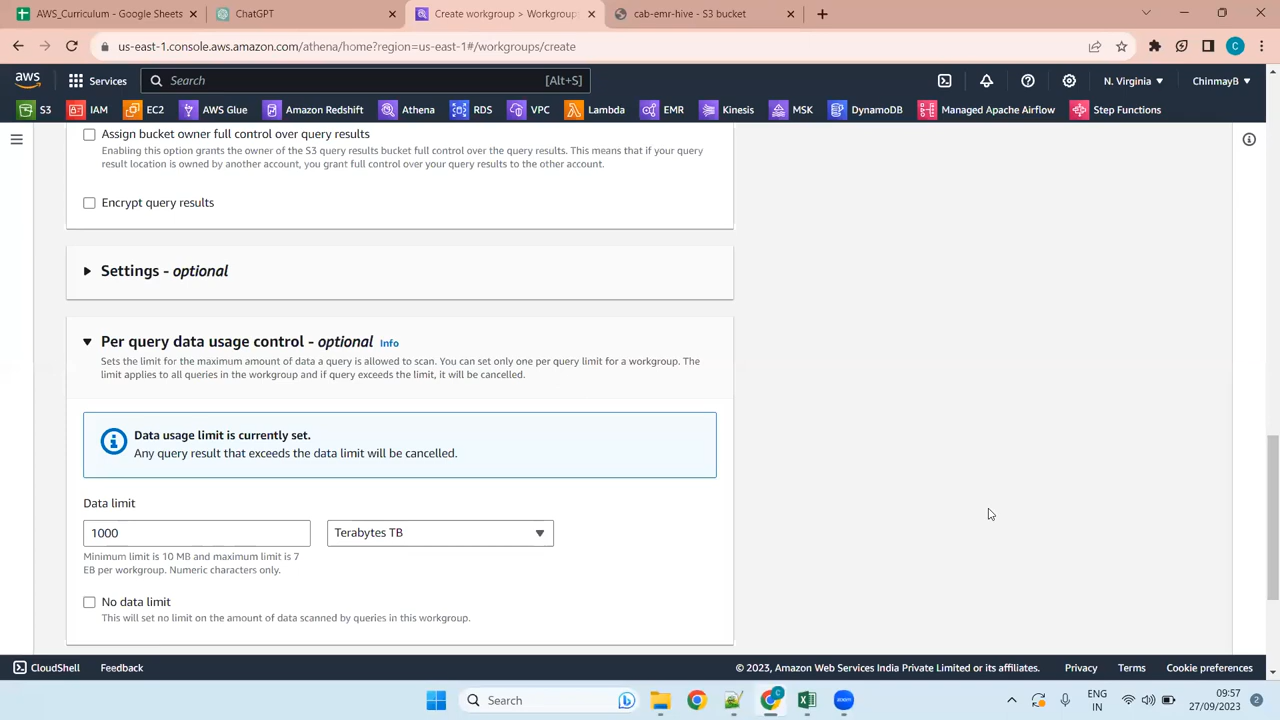 AWS_Curriculum - Google Sheets
ChatGPT
Create workgroup > Workgroup
cab-emr-hive - S3 bucket
us-east-1.console.aws.amazon.com/athena/home?region=us-east-1#/workgroups/create
aws
Services
Search
[Alt+S]
N. Virginia
ChinmayB
S3
IAM
EC2
AWS Glue
Amazon Redshift
Athena
RDS
VPC
Lambda
EMR
Kinesis
MSK
DynamoDB
Managed Apache Airflow
Step Functions
Assign bucket owner full control over query results
Enabling this option grants the owner of the S3 query results bucket full control over the query results. This means that if your query
result location is owned by another account, you grant full control over your query results to the other account.
Encrypt query results
Settings - optional
Per query data usage control - optional Info
Sets the limit for the maximum amount of data a query is allowed to scan. You can set only one per query limit for a workgroup. The
limit applies to all queries in the workgroup and if query exceeds the limit, it will be cancelled.
Data usage limit is currently set.
Any query result that exceeds the data limit will be cancelled.
Data limit
1000
Terabytes TB
Minimum limit is 10 MB and maximum limit is 7
EB per workgroup. Numeric characters only.
No data limit
This will set no limit on the amount of data scanned by queries in this workgroup.
CloudShell
Feedback
© 2023, Amazon Web Services India Private Limited or its affiliates.
Privacy
Terms
Cookie preferences
Search
zoom
ENG
IN
09:57
27/09/2023
2